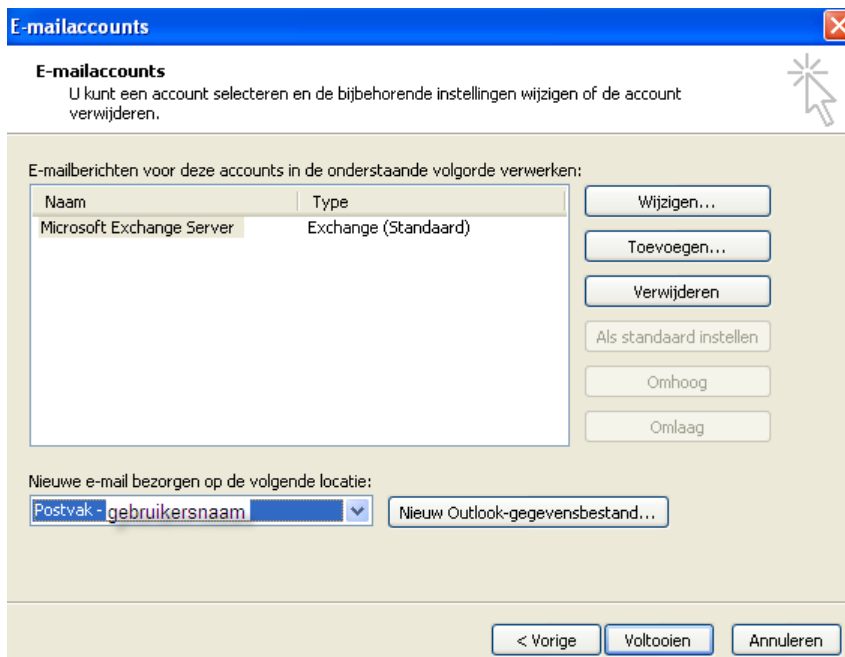 E-mailaccounts
E-mailaccounts
U kunt een account selecteren en de bijbehorende instellingen wijzigen of de account
verwijderen.
E-mailberichten voor deze accounts in de onderstaande volgorde verwerken:
Naam Type
Microsoft Exchange Server Exchange (Standaard)
Wijzigen...
Toevoegen...
Verwijderen
Als standaard instellen
Omhoog
Omlaag
Nieuwe e-mail bezorgen op de volgende locatie:
Postvak - gebruikersnaam
Nieuw Outlook-gegevensbestand...
< Vorige Voltooien Annuleren